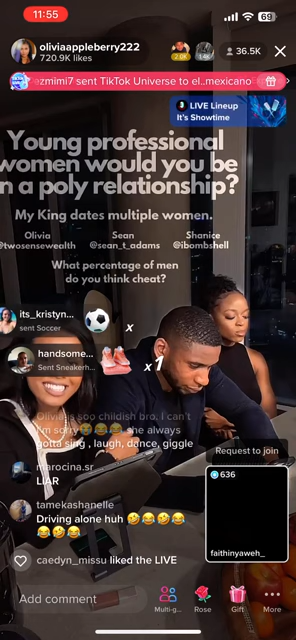 11:55
69
oliviaappleberry222
720.9K likes
2.0K
1.4K
36.5K
ezmimi7 sent TikTok Universe to el..mexicano
LIVE Lineup
It's Showtime
Young professional
women would you be
n a poly relationship?
My King dates multiple women.
Olivia Sean Shanice
@twosensewealth @sean_t_adams @ibombshell
What percentage of men
do you think cheat?
its_kristyn...
sent Soccer
x
handsome...
Sent Sneakerh...
x1
Olivia is soo childish bro, I can't
I'm sorry😂😂😂 she always
gotta sing , laugh, dance, giggle
Request to join
marocina.sr
LIAR
636
tamekashanelle
Driving alone huh 🤣😂🤣😂
😂🤣🤣
faithinyaweh_
caedyn_missu liked the LIVE
Add comment
Multi-g...
Rose
Gift
More